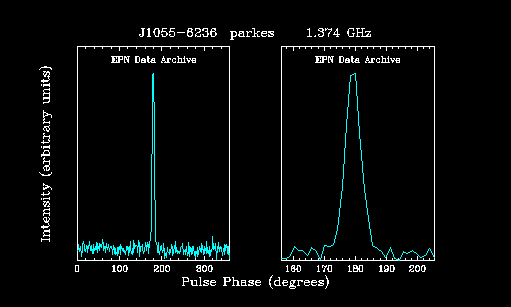 J1055-6236 parkes 1.374 GHz
EPN Data Archive EPN Data Archive
Intensity (arbitrary units)
0 100 200 300 160 170 180 190 200
Pulse Phase (degrees)